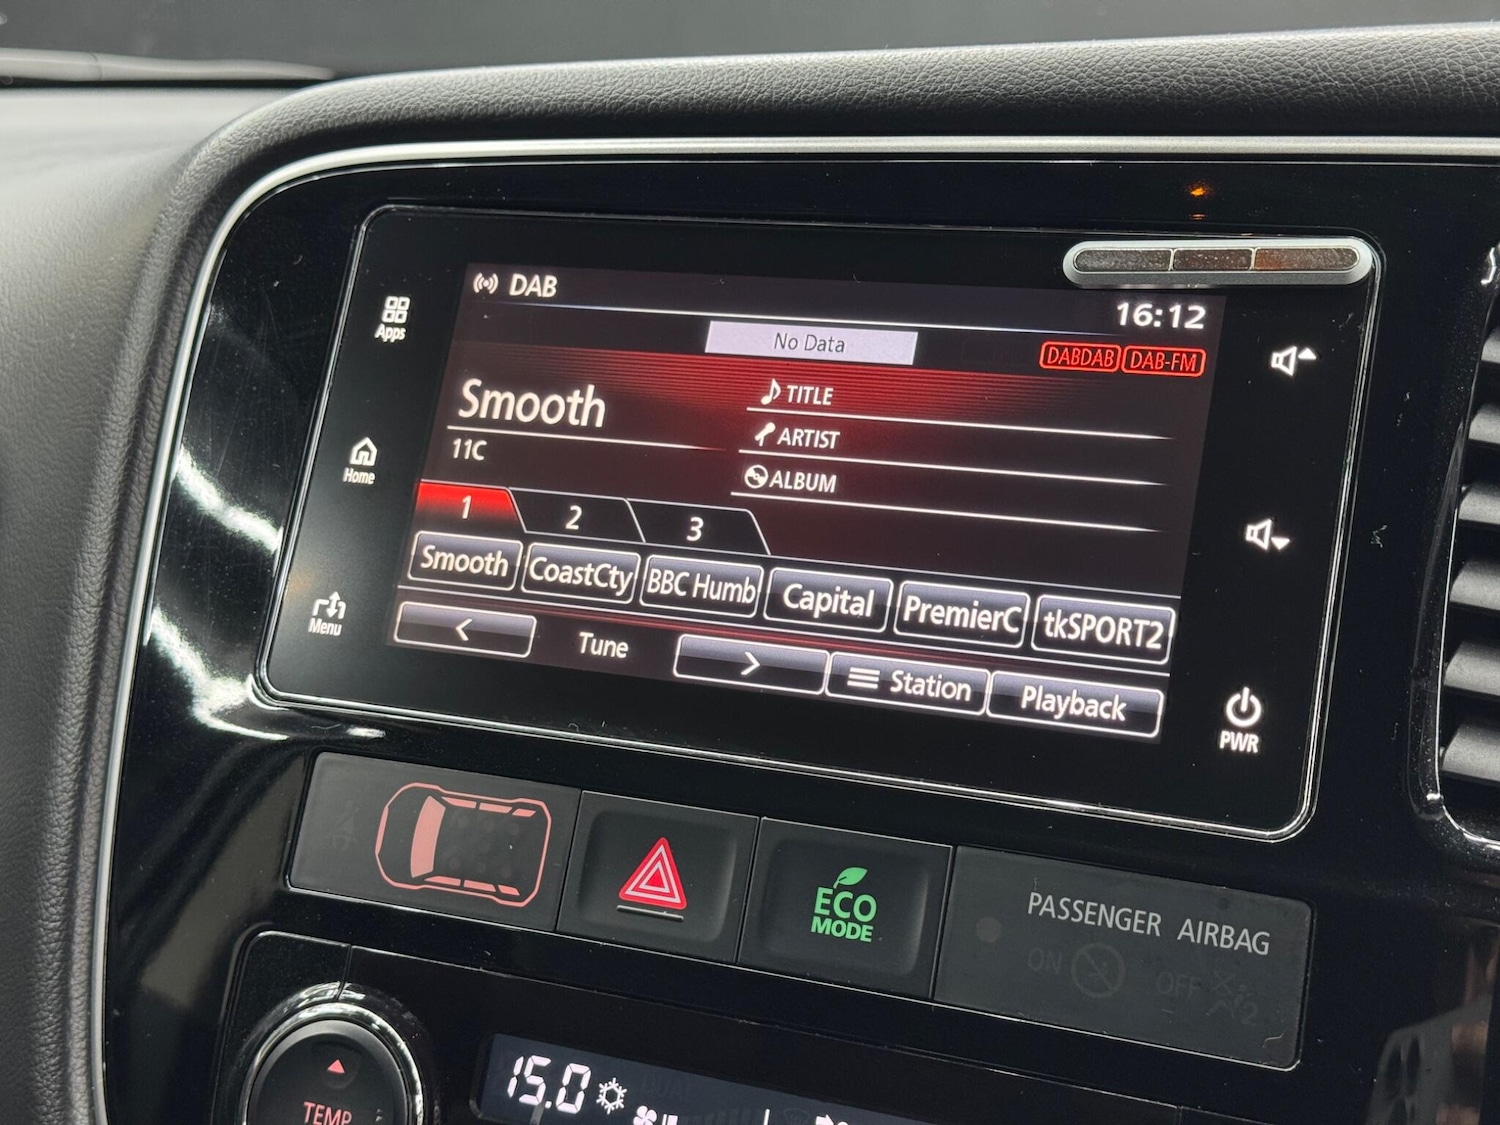 DAB
16:12
No Data
DABDAB DAB-FM
Apps
Smooth
TITLE
11C
ARTIST
ALBUM
Home
1 2 3
Smooth CoastCty BBC Humb Capital PremierC tkSPORT2
Menu
< Tune > Station Playback
PWR
ECO
MODE
PASSENGER AIRBAG
ON OFF
15.0
DUAL
TEMP